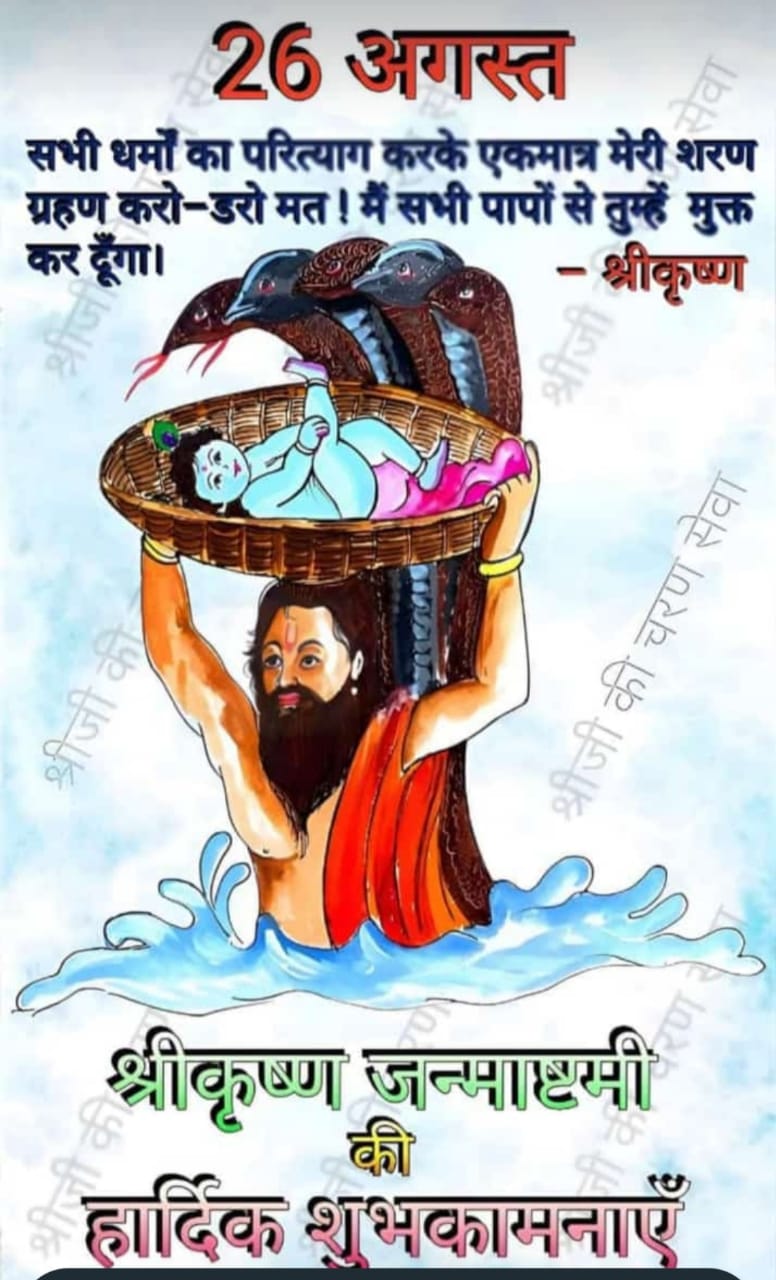 26 अगस्त
सभी धर्मों का परित्याग करके एकमात्र मेरी शरण
ग्रहण करो-डरो मत ! मैं सभी पापों से तुम्हें मुक्त
कर दूँगा।
- श्रीकृष्ण
श्रीजी की चरण सेवा
श्रीकृष्ण जन्माष्टमी
की
हार्दिक शुभकामनाएँ